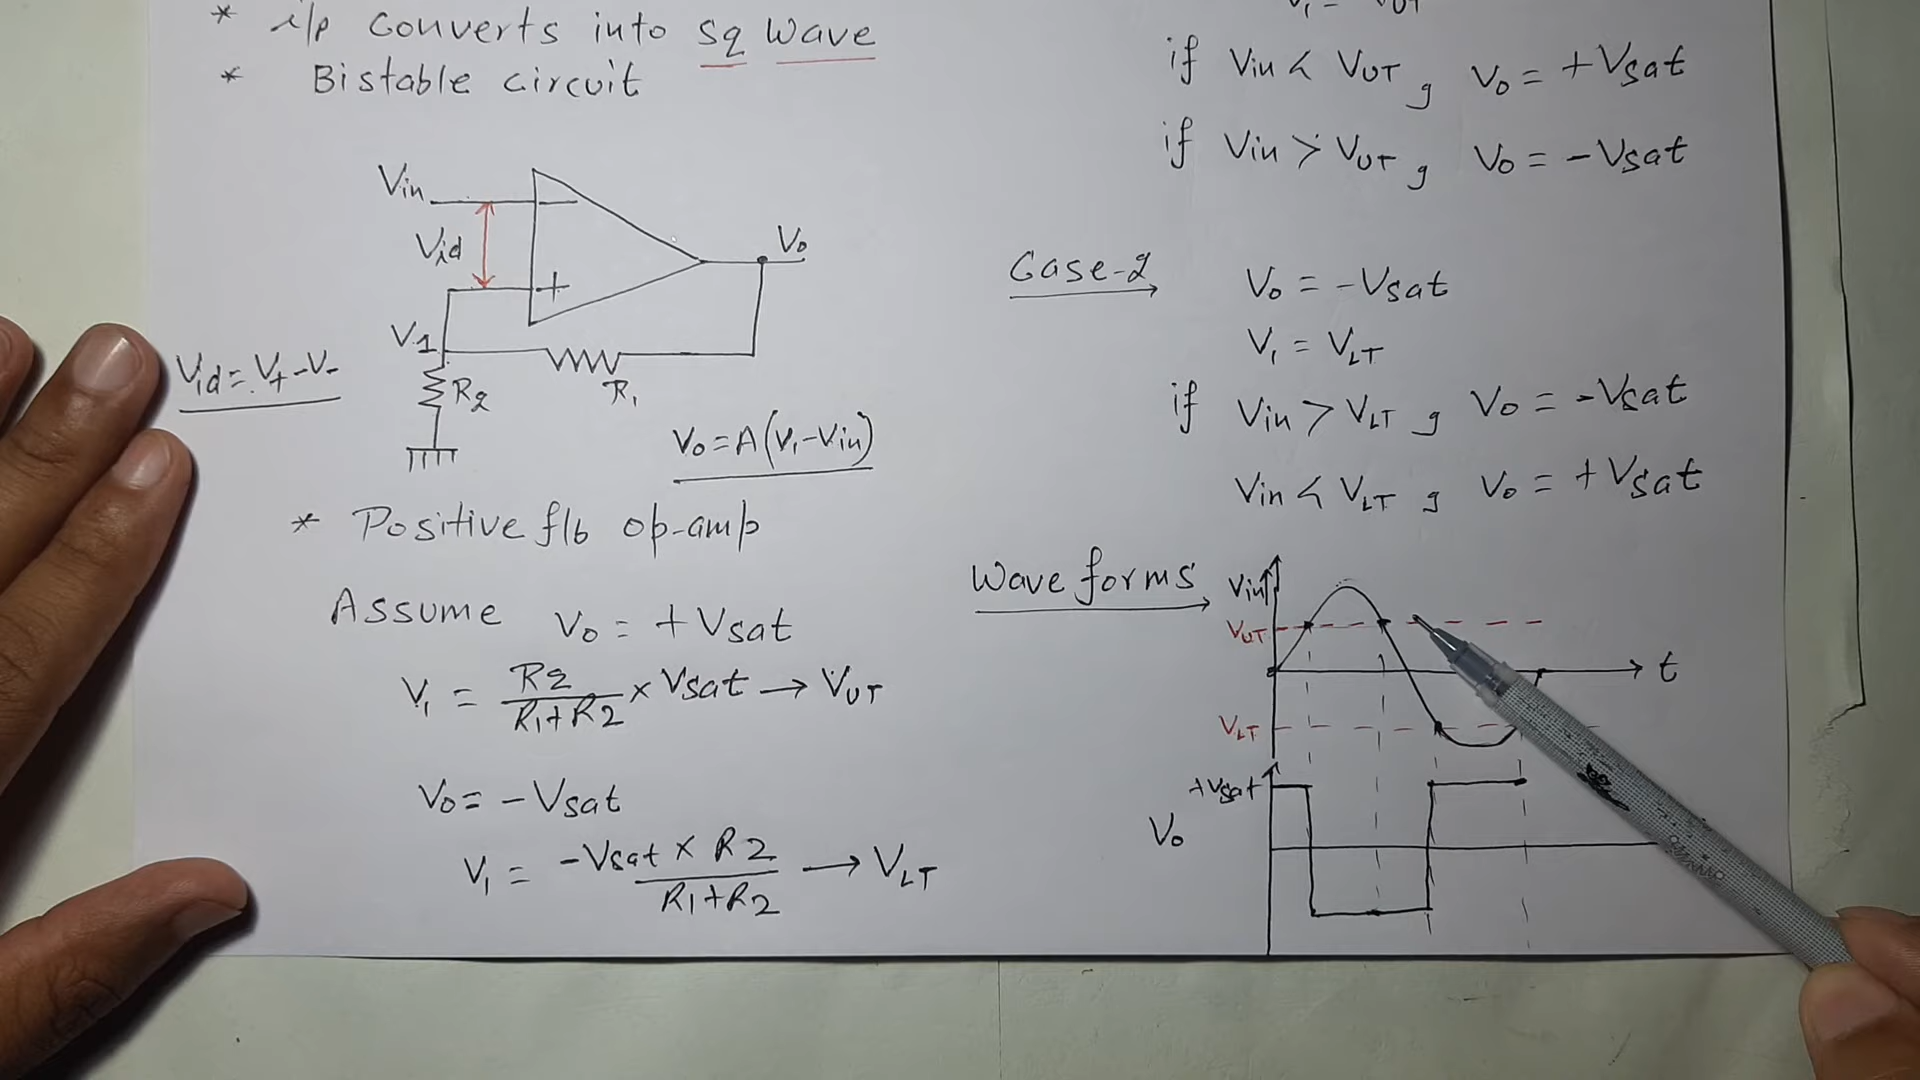 * i/p converts into sq wave
* Bistable circuit
Vin
Vid
V0
V1
Vid = V+ - V-
R2
R1
V0 = A(V1 - Vin)
* Positive f/b op-amp
Assume V0 = +Vsat
V1 = R2 / R1+R2 × Vsat → VUT
V0 = -Vsat
V1 = -Vsat × R2 / R1+R2 → VLT
V1 = VUT
if Vin < VUT, V0 = +Vsat
if Vin > VUT, V0 = -Vsat
Case-2
V0 = -Vsat
V1 = VLT
if Vin > VLT, V0 = -Vsat
Vin < VLT, V0 = +Vsat
Wave forms
Vin
VUT
t
VLT
+Vsat
V0